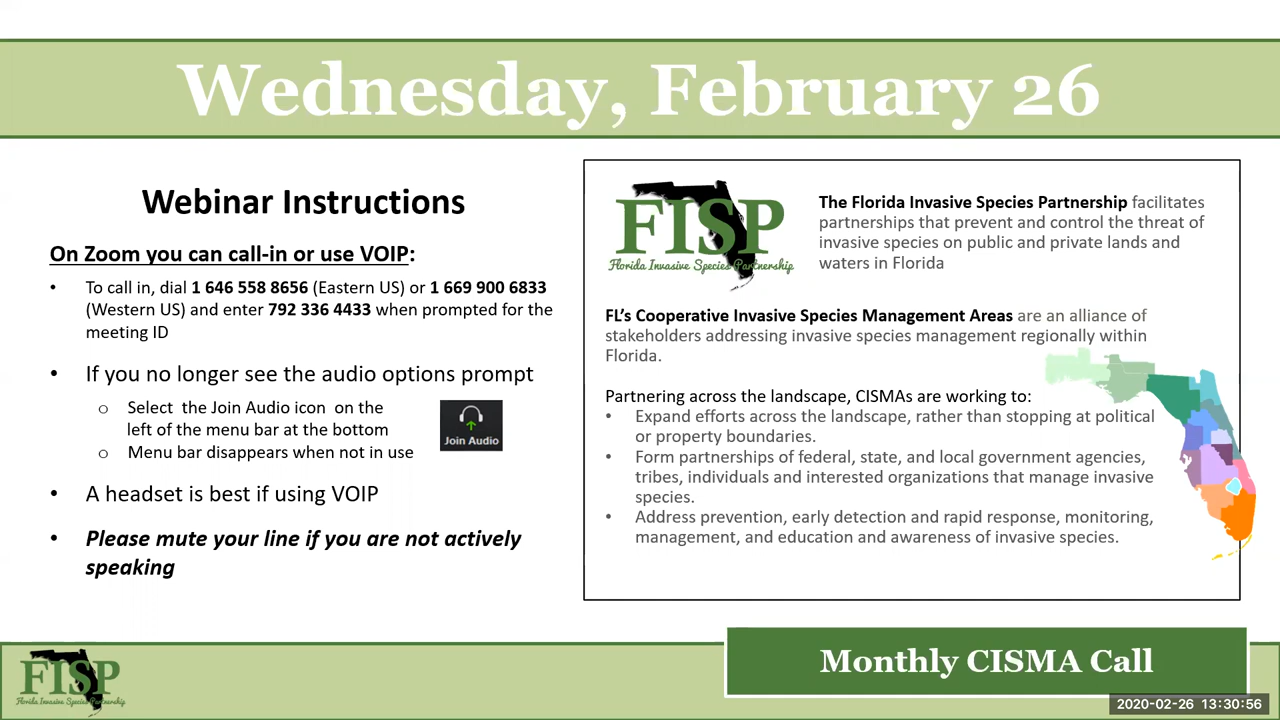 Wednesday, February 26
Webinar Instructions
On Zoom you can call-in or use VOIP:
• To call in, dial 1 646 558 8656 (Eastern US) or 1 669 900 6833
(Western US) and enter 792 336 4433 when prompted for the
meeting ID
• If you no longer see the audio options prompt
o Select the Join Audio icon on the
left of the menu bar at the bottom
o Menu bar disappears when not in use
Join Audio
• A headset is best if using VOIP
• Please mute your line if you are not actively
speaking
FISP
Florida Invasive Species Partnership
The Florida Invasive Species Partnership facilitates
partnerships that prevent and control the threat of
invasive species on public and private lands and
waters in Florida
FL’s Cooperative Invasive Species Management Areas are an alliance of
stakeholders addressing invasive species management regionally within
Florida.
Partnering across the landscape, CISMAs are working to:
• Expand efforts across the landscape, rather than stopping at political
or property boundaries.
• Form partnerships of federal, state, and local government agencies,
tribes, individuals and interested organizations that manage invasive
species.
• Address prevention, early detection and rapid response, monitoring,
management, and education and awareness of invasive species.
FISP
Florida Invasive Species Partnership
Monthly CISMA Call
2020-02-26 13:30:56